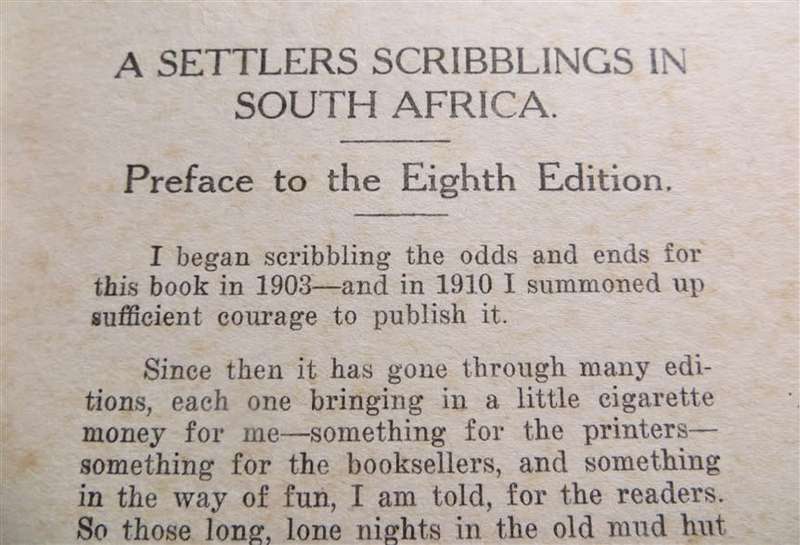 A SETTLERS SCRIBBLINGS IN
SOUTH AFRICA.
Preface to the Eighth Edition.
I began scribbling the odds and ends for
this book in 1903—and in 1910 I summoned up
sufficient courage to publish it.
Since then it has gone through many edi-
tions, each one bringing in a little cigarette
money for me—something for the printers—
something for the booksellers, and something
in the way of fun, I am told, for the readers.
So those long, lone nights in the old mud hut